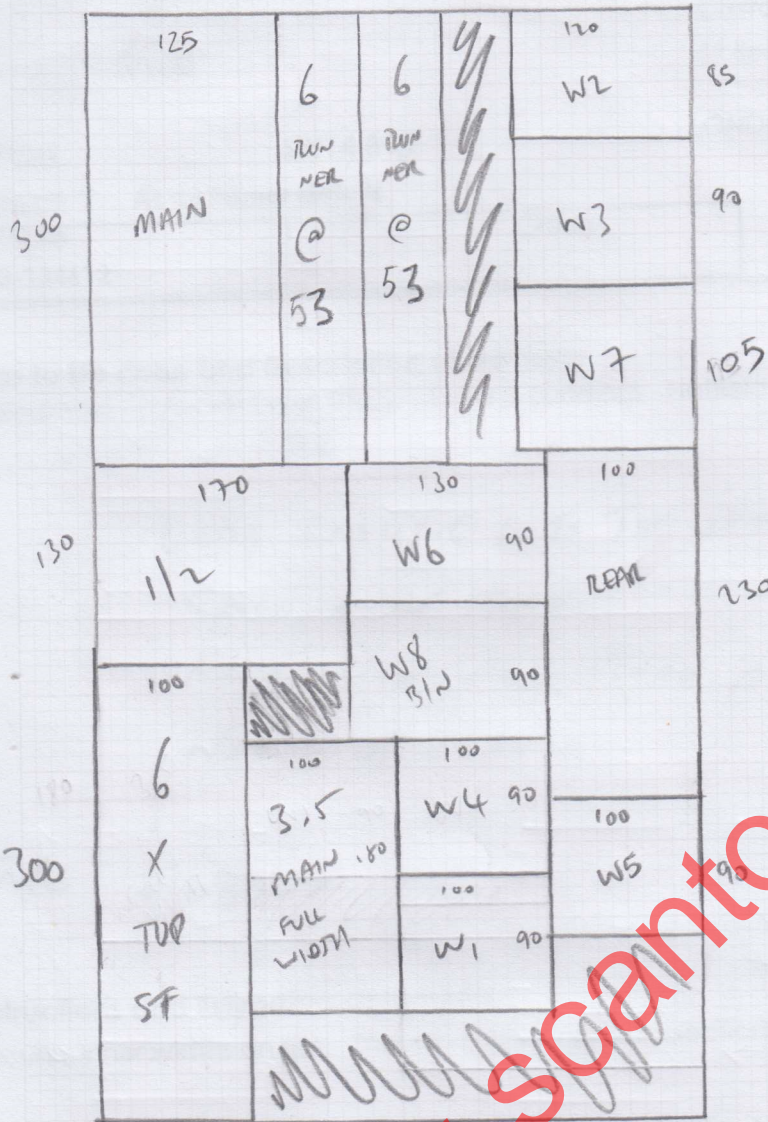 125
MAIN
300
6
RUN
NER
@
53
6
RUN
NER
@
53
120
W2
85
W3
90
W7
105
170
1/2
130
130
W6
90
W8
BIN
90
100
REAR
230
100
6
X
TOP
SF
300
100
3.5
MAIN
180
FULL
WIDTH
100
W4
90
100
W1
90
100
W5
90
scanto